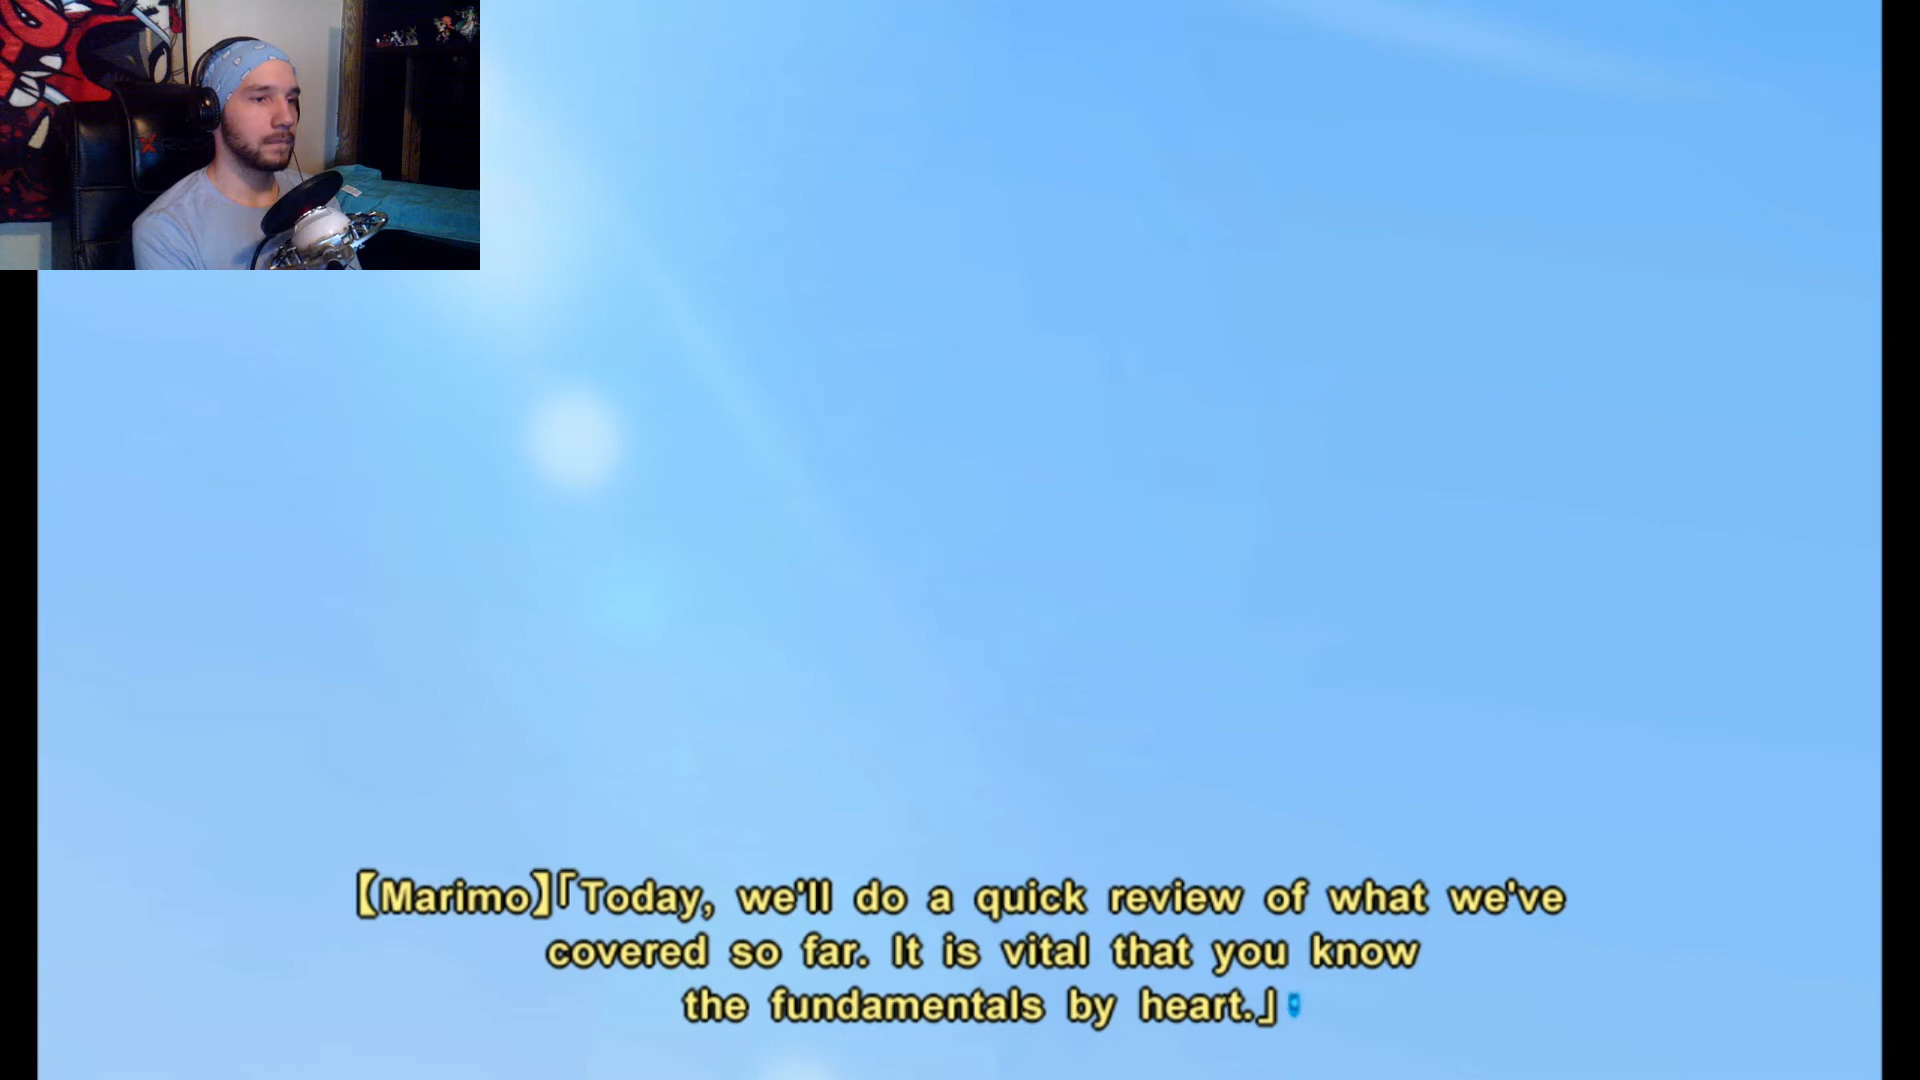 【Marimo】「Today, we'll do a quick review of what we've
covered so far. It is vital that you know
the fundamentals by heart.」